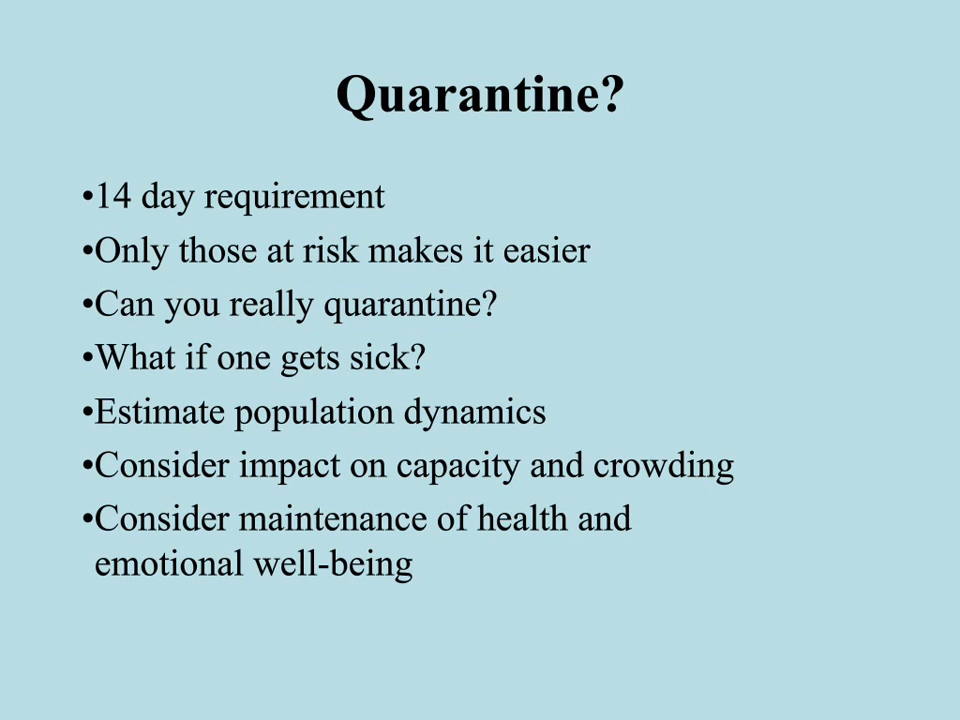 Quarantine?
•14 day requirement
•Only those at risk makes it easier
•Can you really quarantine?
•What if one gets sick?
•Estimate population dynamics
•Consider impact on capacity and crowding
•Consider maintenance of health and
emotional well-being